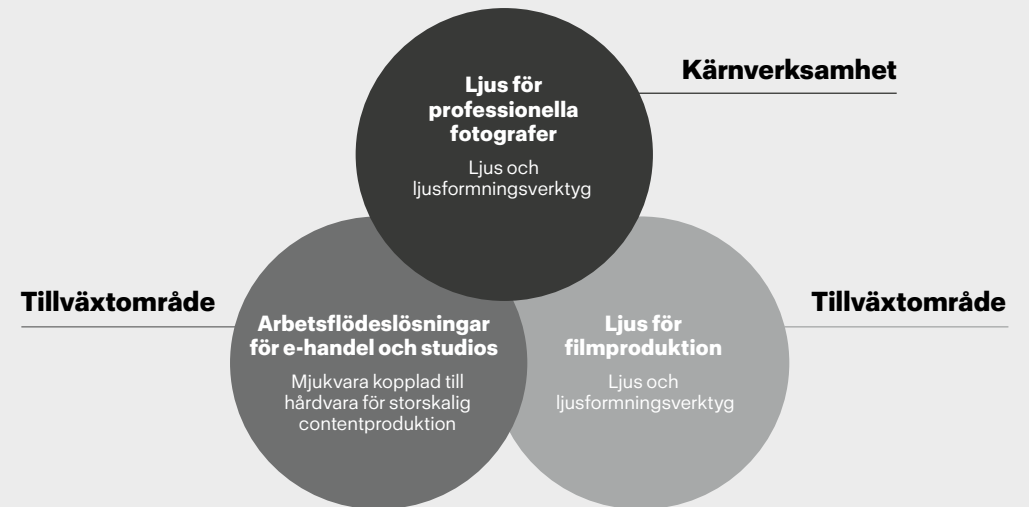 Ljus för
professionella
fotografer
Ljus och
ljusformningsverktyg
Kärnverksamhet
Tillväxtområde
Arbetsflödeslösningar
för e-handel och studios
Mjukvara kopplad till
hårdvara för storskalig
contentproduktion
Ljus för
filmproduktion
Ljus och
ljusformningsverktyg
Tillväxtområde